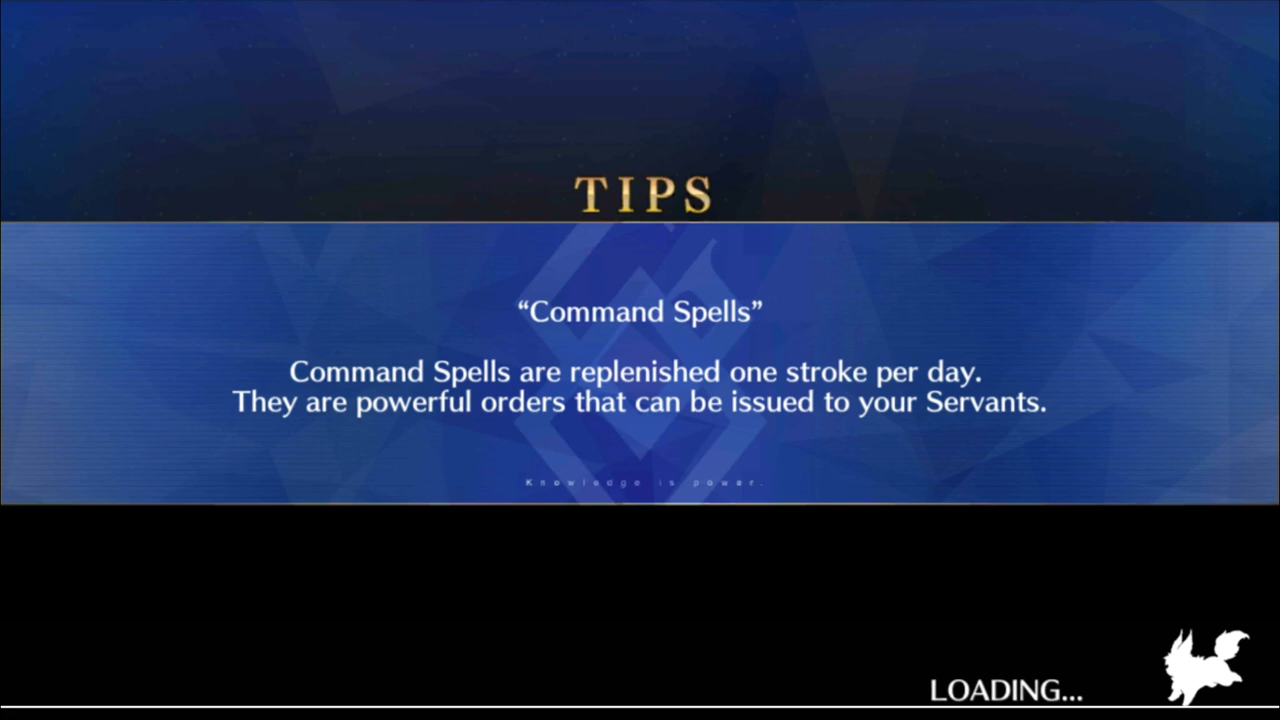 TIPS
“Command Spells”
Command Spells are replenished one stroke per day.
They are powerful orders that can be issued to your Servants.
Knowledge is power.
LOADING...